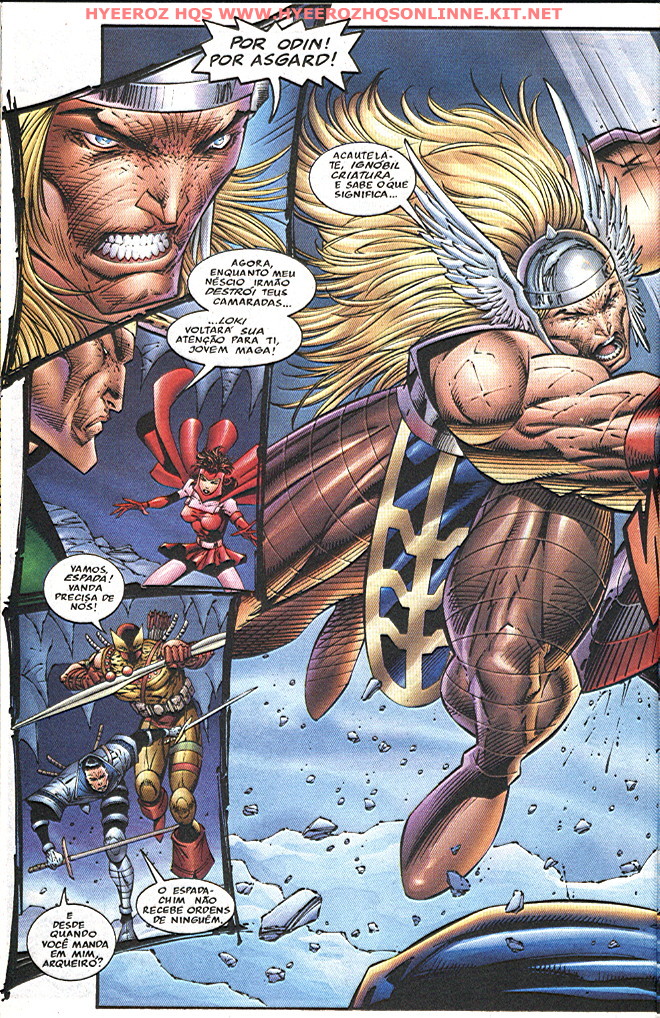 HYEEROZ HQS WWW.HYEEROZHQSONLINNE.KIT.NET
POR ODIN!
POR ASGARD!
ACAUTELA-
TE, IGNÓBIL
CRIATURA,
E SABE O QUE
SIGNIFICA...
AGORA,
ENQUANTO MEU
NÉSCIO IRMÃO
DESTRÓI TEUS
CAMARADAS...
...LOKI
VOLTARÁ SUA
ATENÇÃO PARA TI,
JOVEM MAGA!
VAMOS,
ESPADA!
VANDA
PRECISA DE
NÓS!
E
DESDE
QUANDO
VOCÊ MANDA
EM MIM,
ARQUEIRO?
O ESPADA-
CHIM NÃO
RECEBE ORDENS
DE NINGUÉM.